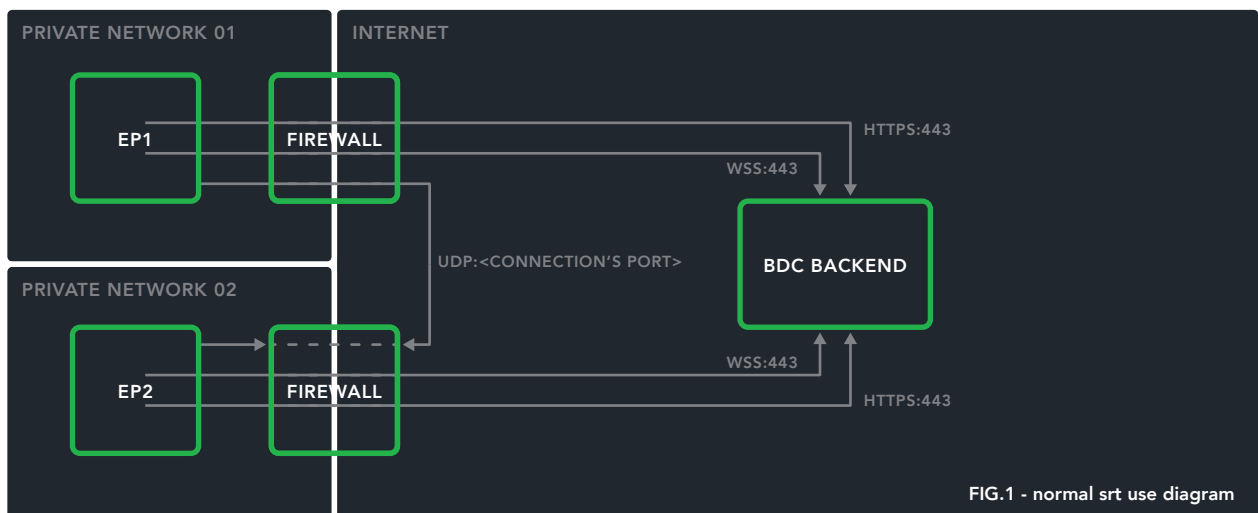 PRIVATE NETWORK 01
INTERNET
EP1
FIREWALL
HTTPS:443
WSS:443
UDP:<CONNECTION'S PORT>
BDC BACKEND
PRIVATE NETWORK 02
WSS:443
EP2
FIREWALL
HTTPS:443
FIG.1 - normal srt use diagram